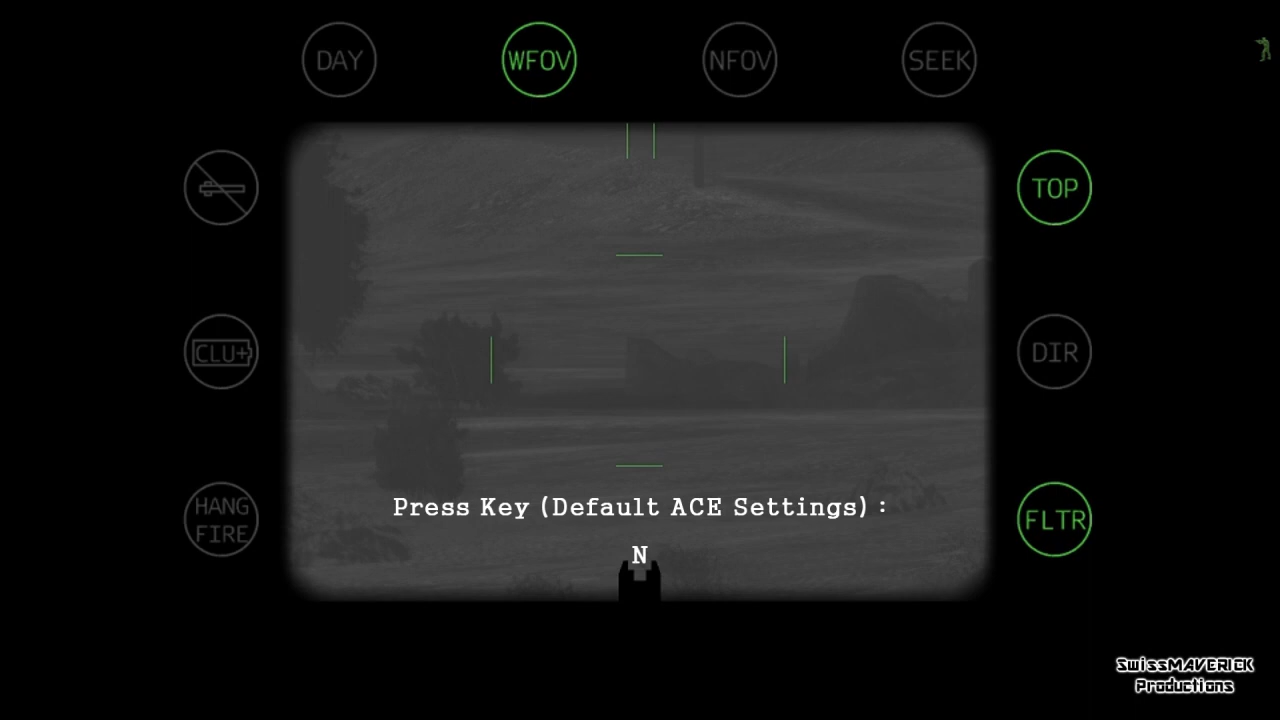 DAY
WFOV
NFOV
SEEK
TOP
CLU+
DIR
HANG
FIRE
FLTR
Press Key (Default ACE Settings) :
N
SwissMAVERICK
Productions